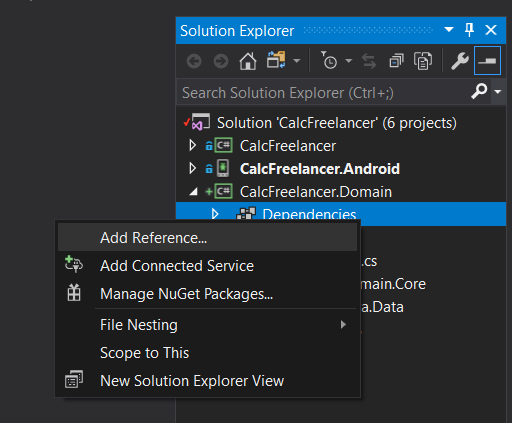 Solution Explorer
Search Solution Explorer (Ctrl+;)
Solution 'CalcFreelancer' (6 projects)
CalcFreelancer
CalcFreelancer.Android
CalcFreelancer.Domain
Dependencies
Add Reference...
Add Connected Service
.cs
Manage NuGet Packages...
main.Core
a.Data
File Nesting
Scope to This
New Solution Explorer View